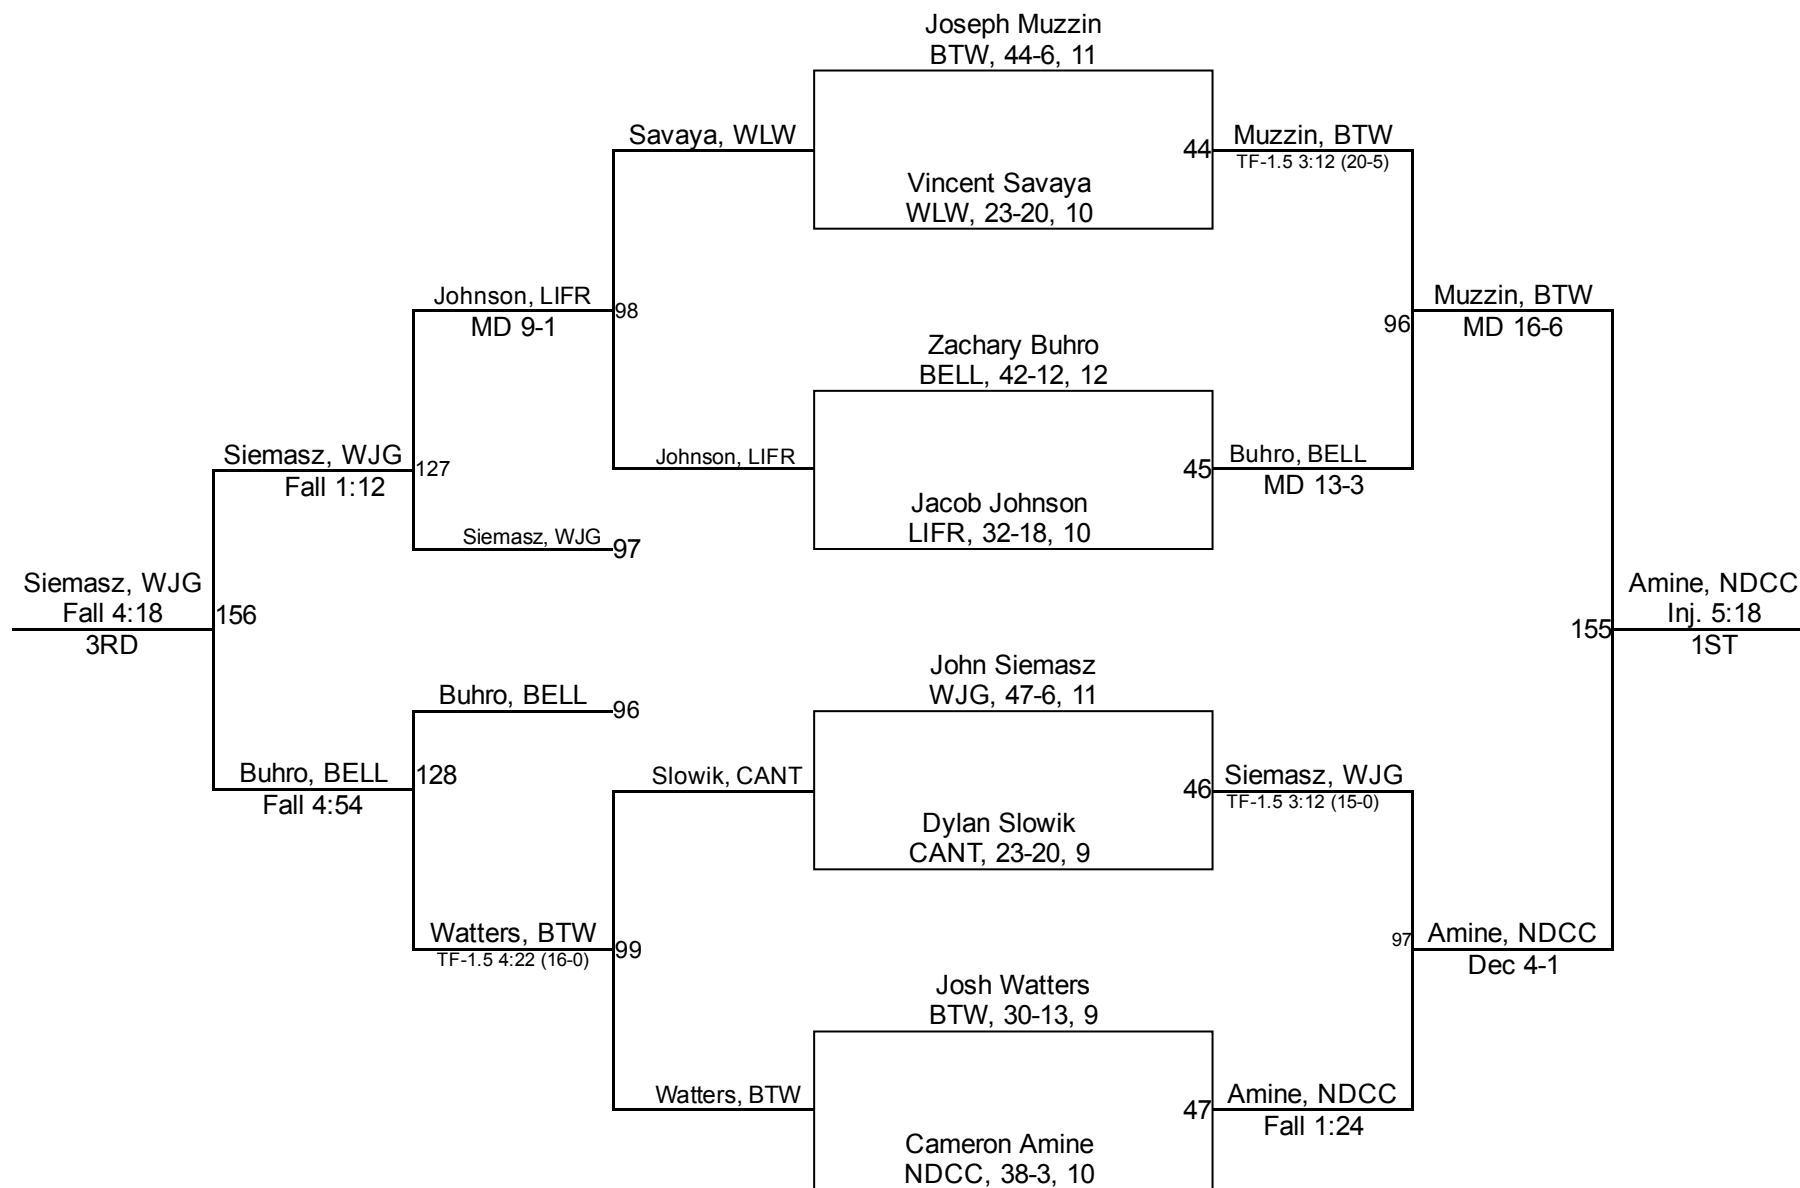 Joseph Muzzin
BTW, 44-6, 11
Savaya, WLW
44
Muzzin, BTW
TF-1.5 3:12 (20-5)
Vincent Savaya
WLW, 23-20, 10
Johnson, LIFR
MD 9-1
98
96
Muzzin, BTW
MD 16-6
Zachary Buhro
BELL, 42-12, 12
Siemasz, WJG
Fall 1:12
127
Johnson, LIFR
45
Buhro, BELL
MD 13-3
Jacob Johnson
LIFR, 32-18, 10
Siemasz, WJG
97
Siemasz, WJG
Fall 4:18
3RD
156
155
Amine, NDCC
Inj. 5:18
1ST
John Siemasz
WJG, 47-6, 11
Buhro, BELL
96
Buhro, BELL
Fall 4:54
128
Slowik, CANT
46
Siemasz, WJG
TF-1.5 3:12 (15-0)
Dylan Slowik
CANT, 23-20, 9
Watters, BTW
TF-1.5 4:22 (16-0)
99
97
Amine, NDCC
Dec 4-1
Josh Watters
BTW, 30-13, 9
Watters, BTW
47
Amine, NDCC
Fall 1:24
Cameron Amine
NDCC, 38-3, 10